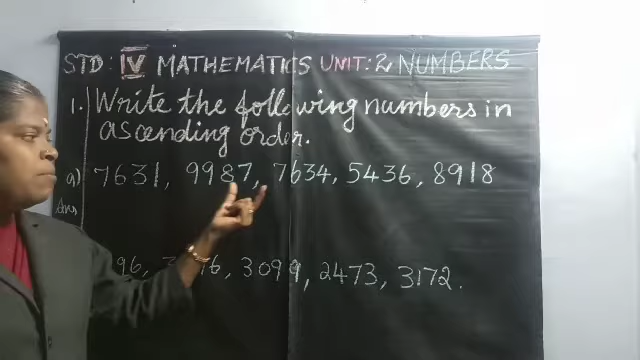 STD: IV MATHEMATICS UNIT: 2 NUMBERS
1. Write the following numbers in
ascending order.
a) 7631, 9987, 7634, 5436, 8918
Ans
3099, 2473, 3172.